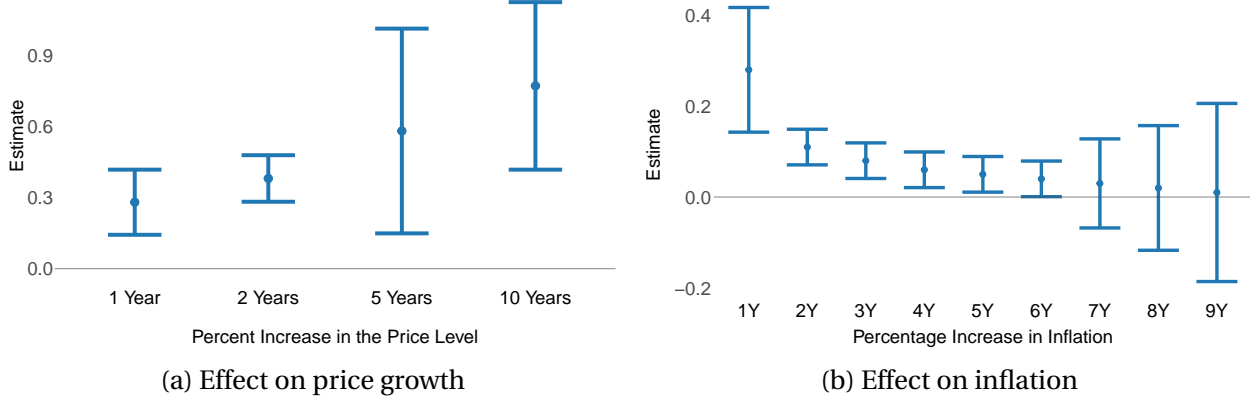 0.9
0.6
0.3
0.0
Estimate
1 Year 2 Years 5 Years 10 Years
Percent Increase in the Price Level
(a) Effect on price growth
0.4
0.2
0.0
−0.2
Estimate
1Y 2Y 3Y 4Y 5Y 6Y 7Y 8Y 9Y
Percentage Increase in Inflation
(b) Effect on inflation